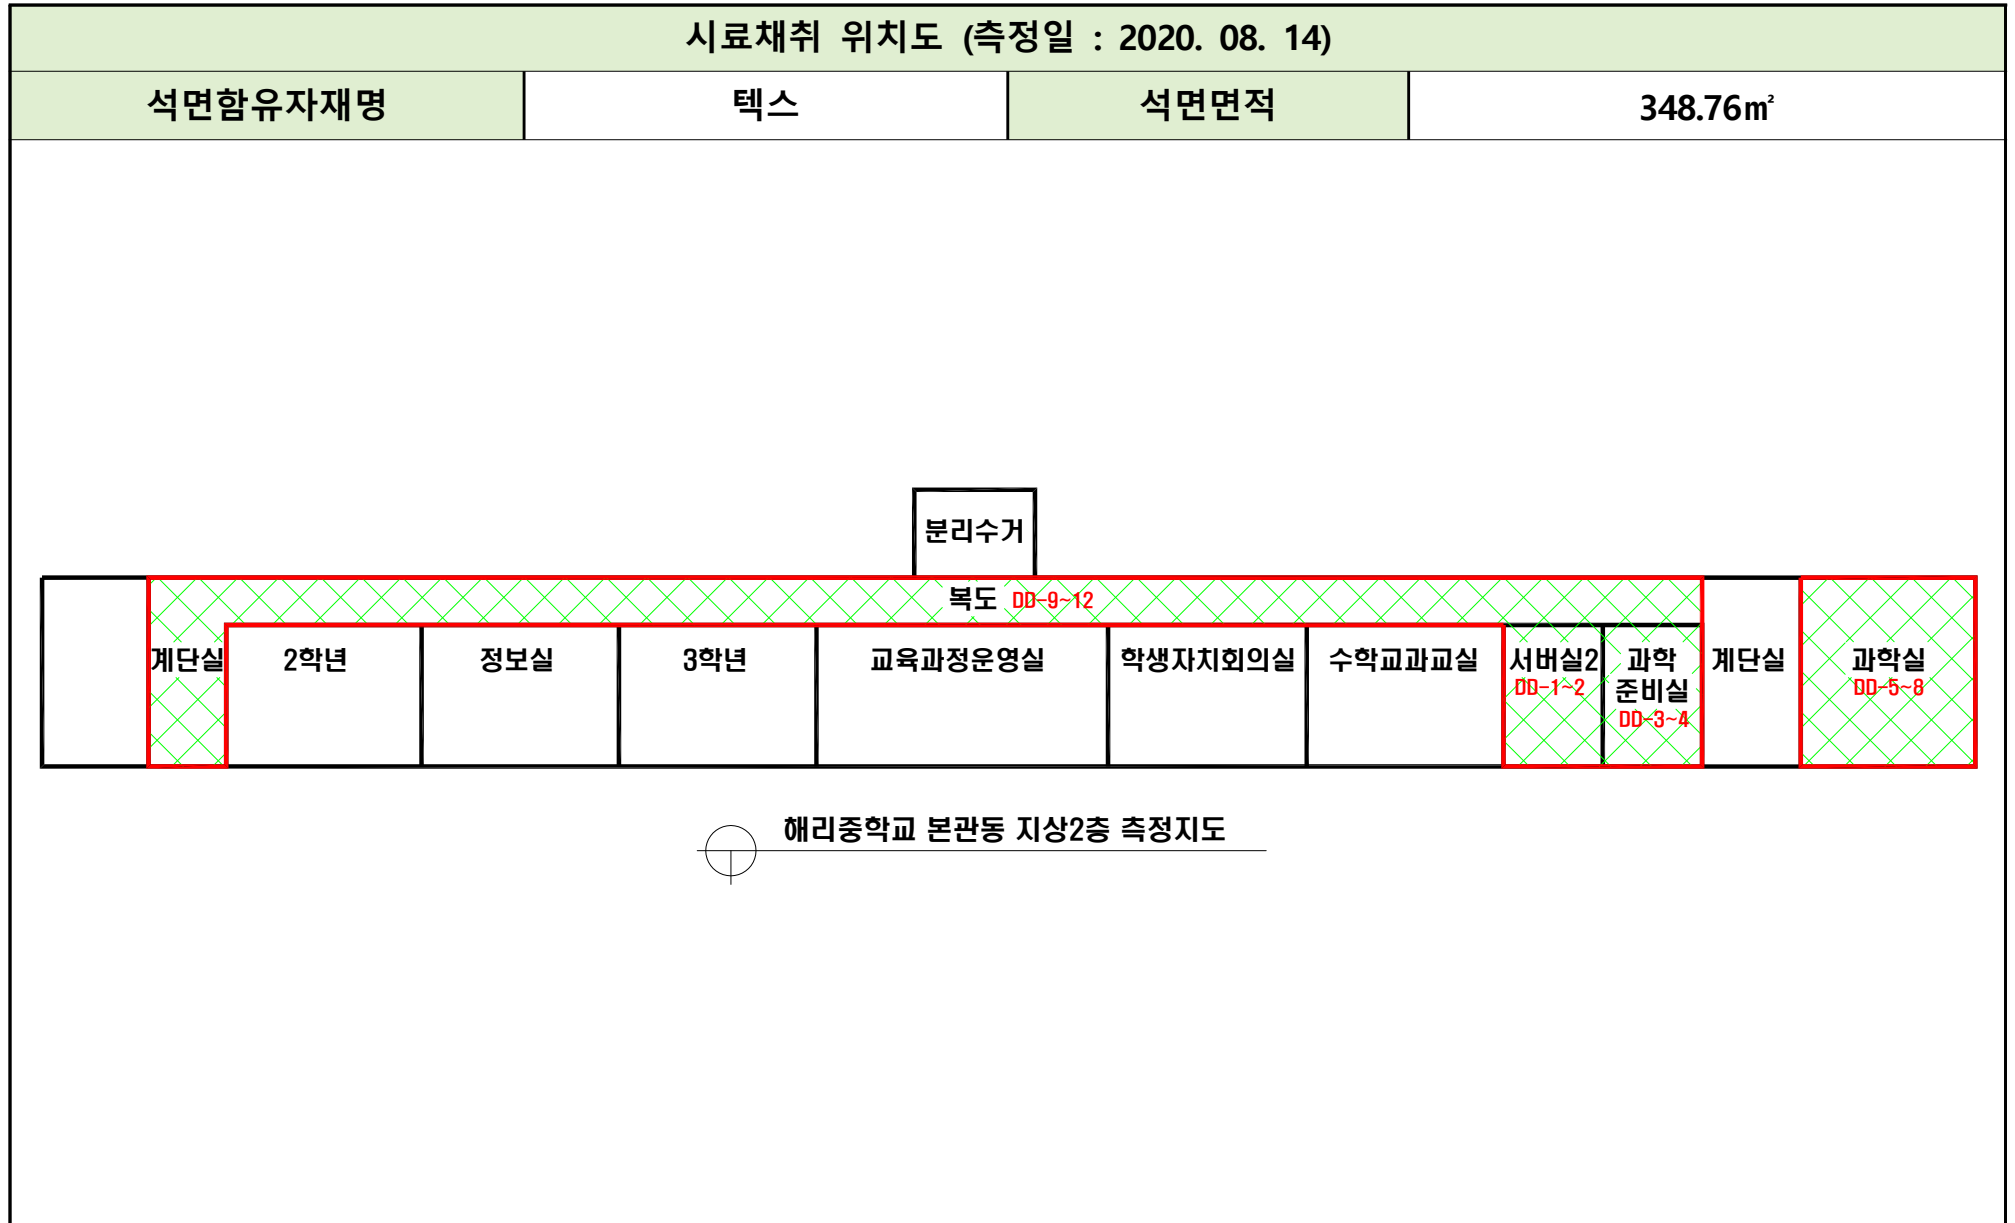 시료채취 위치도 (측정일 : 2020. 08. 14)
석면함유자재명 텍스 석면면적 348.76㎡
분리수거
복도 DD-9~12
계단실 2학년 정보실 3학년 교육과정운영실 학생자치회의실 수학교과교실 서버실2 과학 계단실 과학실
DD-1~2 준비실 DD-5~8
DD-3~4
해리중학교 본관동 지상2층 측정지도